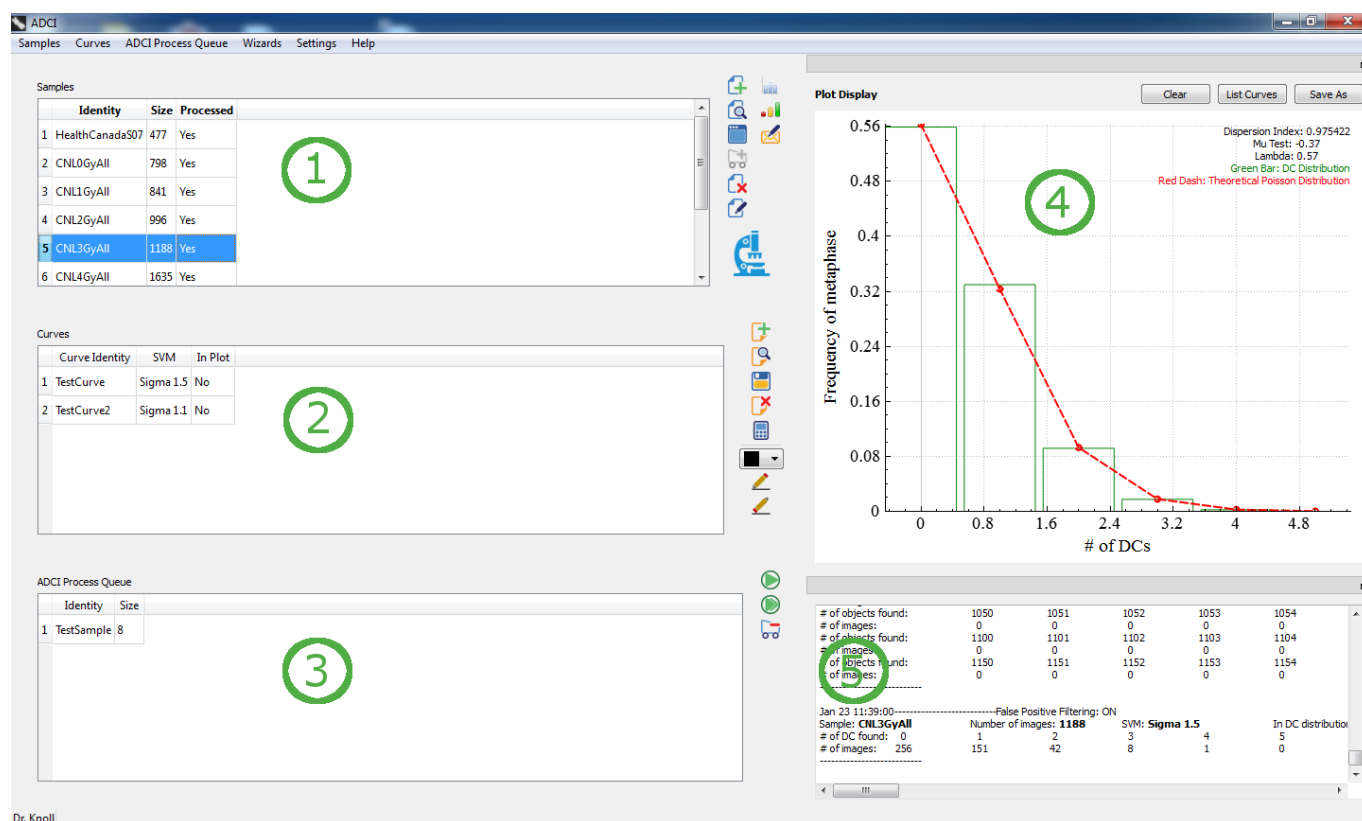 ADCI
Samples Curves ADCI Process Queue Wizards Settings Help
Samples
Identity Size Processed
1 HealthCanadaS07 477 Yes
2 CNL0GyAll 798 Yes
3 CNL1GyAll 841 Yes
4 CNL2GyAll 996 Yes
5 CNL3GyAll 1188 Yes
6 CNL4GyAll 1635 Yes
1
Curves
Curve Identity SVM In Plot
1 TestCurve Sigma 1.5 No
2 TestCurve2 Sigma 1.1 No
2
ADCI Process Queue
Identity Size
1 TestSample 8
3
Dr. Knoll
Plot Display Clear List Curves Save As
Dispersion Index: 0.975422
Mu Test: -0.37
Lambda: 0.57
Green Bar: DC Distribution
Red Dash: Theoretical Poisson Distribution
4
Frequency of metaphase
0.56
0.48
0.4
0.32
0.24
0.16
0.08
0
0 0.8 1.6 2.4 3.2 4 4.8
# of DCs
# of objects found: 1050 1051 1052 1053 1054
# of images: 0 0 0 0 0
# of objects found: 1100 1101 1102 1103 1104
# of images: 0 0 0 0 0
# of objects found: 1150 1151 1152 1153 1154
# of images: 0 0 0 0 0
---------------------------
5
Jan 23 11:39:00---------------------------False Positive Filtering: ON
Sample: CNL3GyAll Number of images: 1188 SVM: Sigma 1.5 In DC distribution
# of DC found: 0 1 2 3 4 5
# of images: 256 151 42 8 1 0
---------------------------